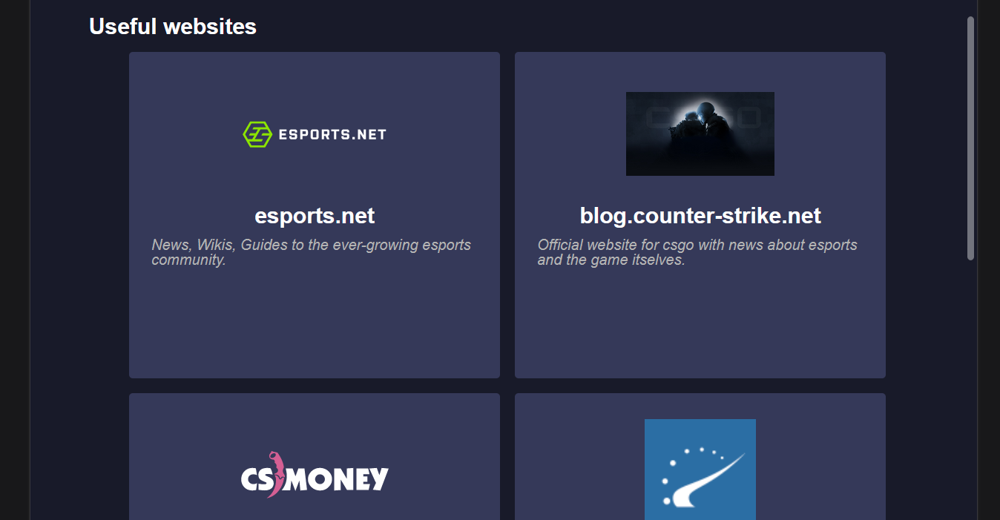 Useful websites
ESPORTS.NET
CSGO
esports.net
blog.counter-strike.net
News, Wikis, Guides to the ever-growing esports
community.
Official website for csgo with news about esports
and the game itselves.
CS MONEY